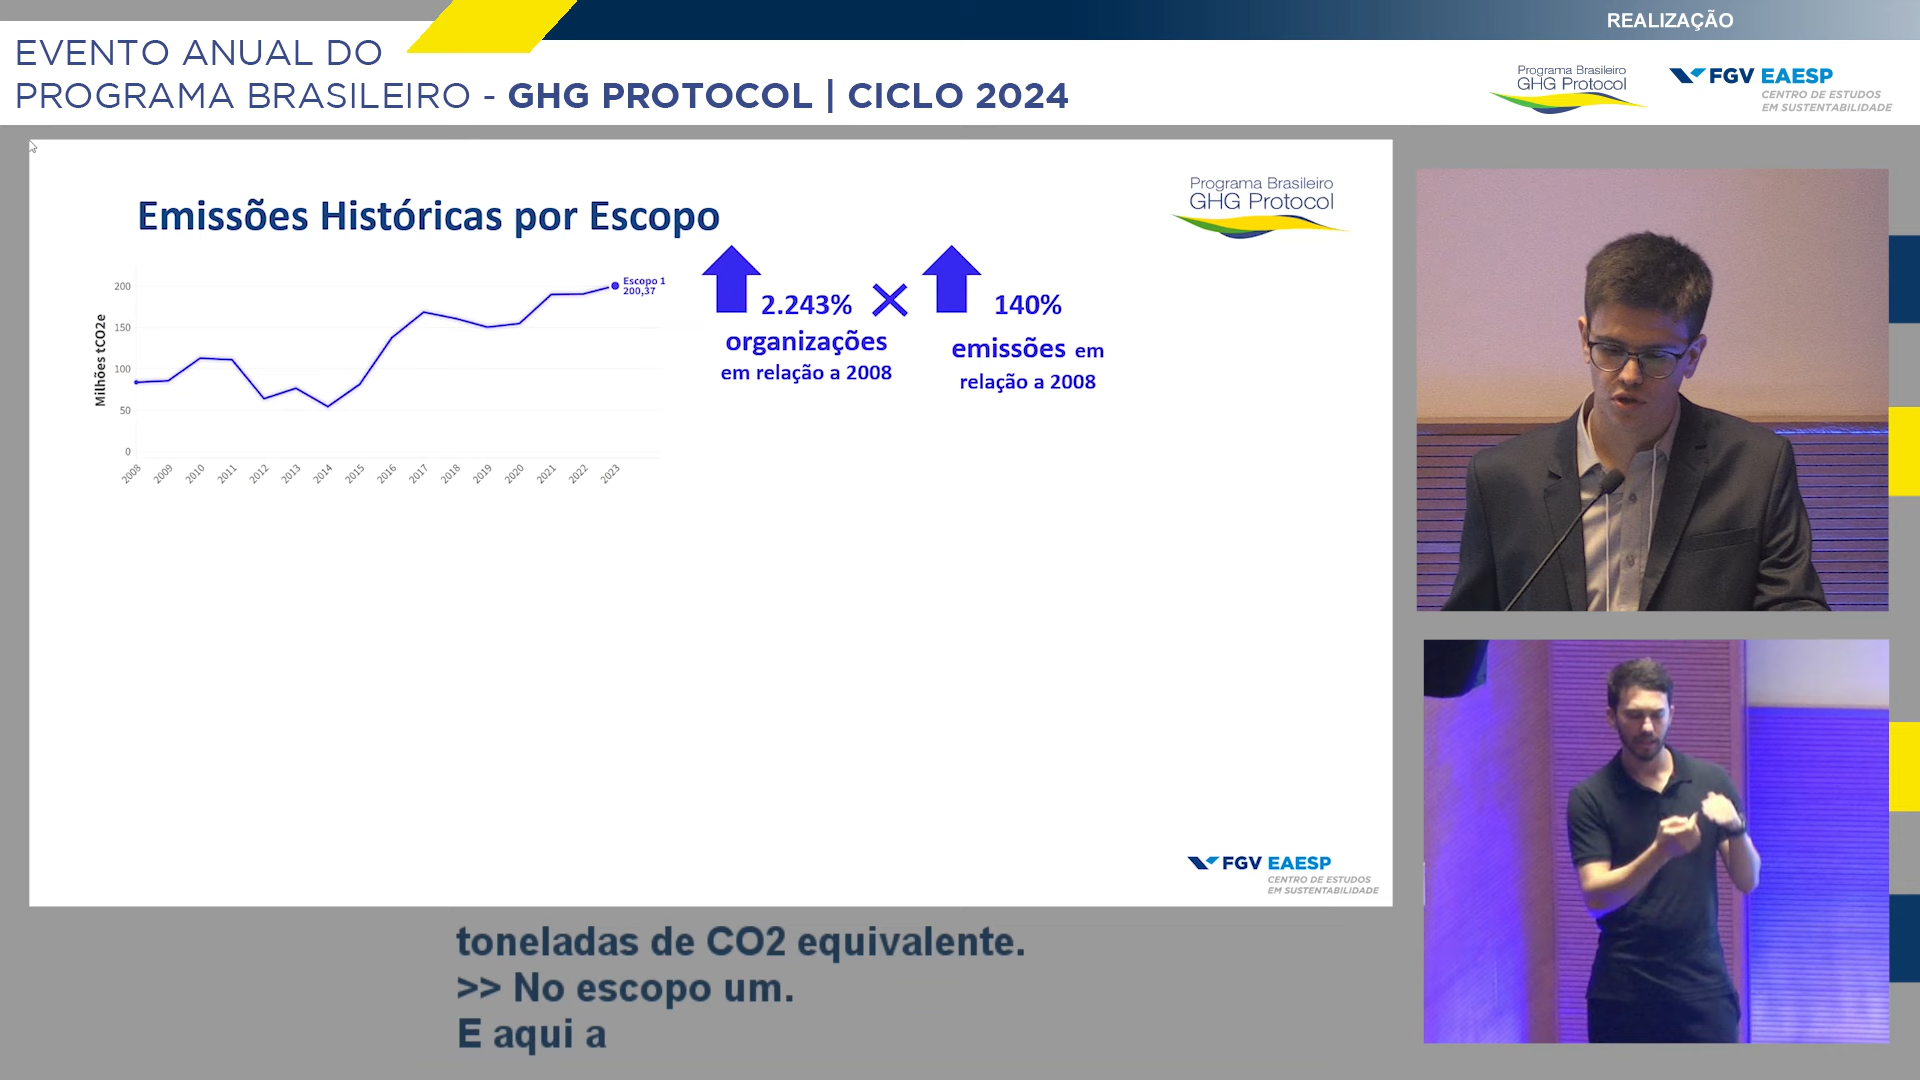 REALIZAÇÃO
EVENTO ANUAL DO
PROGRAMA BRASILEIRO - GHG PROTOCOL | CICLO 2024
Programa Brasileiro
GHG Protocol
FGV EAESP
CENTRO DE ESTUDOS
EM SUSTENTABILIDADE
Emissões Históricas por Escopo
Programa Brasileiro
GHG Protocol
Milhões tCO2e
200
150
100
50
0
2008
2009
2010
2011
2012
2013
2014
2015
2016
2017
2018
2019
2020
2021
2022
2023
Escopo 1
200,37
2.243%
organizações
em relação a 2008
140%
emissões em
relação a 2008
FGV EAESP
CENTRO DE ESTUDOS
EM SUSTENTABILIDADE
toneladas de CO2 equivalente.
>> No escopo um.
E aqui a